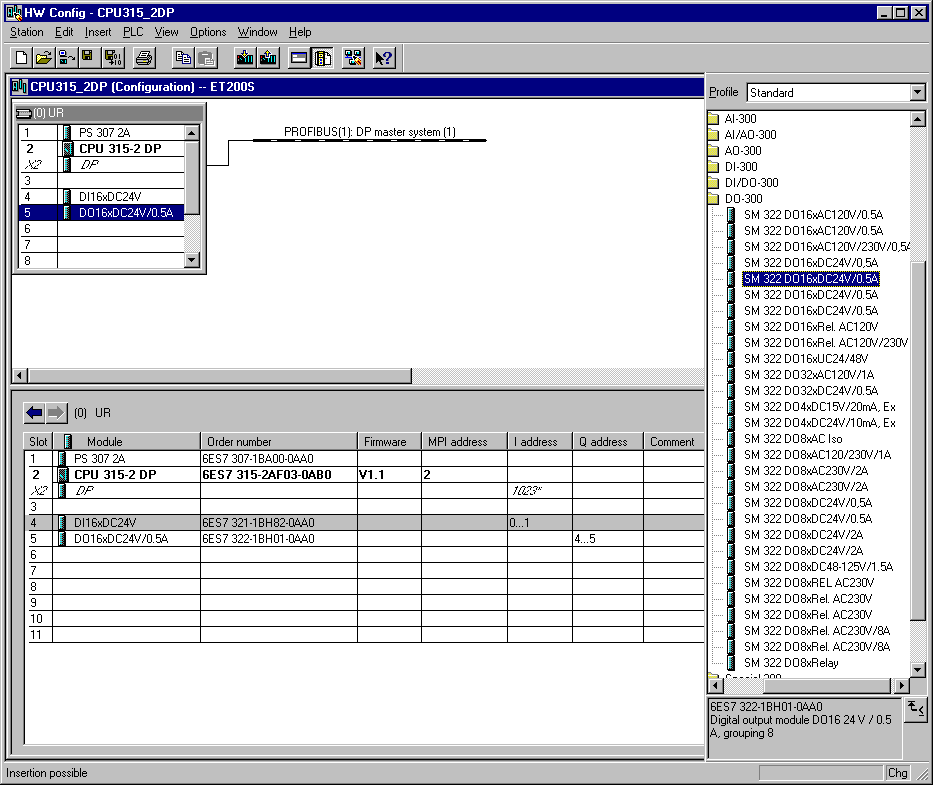 HW Config - CPU315_2DP
Station Edit Insert PLC View Options Window Help
CPU315_2DP (Configuration) -- ET200S
(0) UR
1 PS 307 2A
2 CPU 315-2 DP
X2 DP
3
4 DI16xDC24V
5 DO16xDC24V/0.5A
6
7
8
PROFIBUS(1): DP master system (1)
(0) UR
Slot Module Order number Firmware MPI address I address Q address Comment
1 PS 307 2A 6ES7 307-1BA00-0AA0
2 CPU 315-2 DP 6ES7 315-2AF03-0AB0 V1.1 2
X2 DP 1023*
3
4 DI16xDC24V 6ES7 321-1BH82-0AA0 0...1
5 DO16xDC24V/0.5A 6ES7 322-1BH01-0AA0 4...5
6
7
8
9
10
11
Profile Standard
AI-300
AI/AO-300
AO-300
DI-300
DI/DO-300
DO-300
SM 322 DO16xAC120V/0.5A
SM 322 DO16xAC120V/0.5A
SM 322 DO16xAC120V/230V/0,5A
SM 322 DO16xDC24V/0,5A
SM 322 DO16xDC24V/0.5A
SM 322 DO16xDC24V/0.5A
SM 322 DO16xDC24V/0.5A
SM 322 DO16xRel. AC120V
SM 322 DO16xRel. AC120V/230V
SM 322 DO16xUC24/48V
SM 322 DO32xAC120V/1A
SM 322 DO32xDC24V/0.5A
SM 322 DO4xDC15V/20mA, Ex
SM 322 DO4xDC24V/10mA, Ex
SM 322 DO8xAC Iso
SM 322 DO8xAC120/230V/1A
SM 322 DO8xAC230V/2A
SM 322 DO8xAC230V/2A
SM 322 DO8xDC24V/0,5A
SM 322 DO8xDC24V/0.5A
SM 322 DO8xDC24V/2A
SM 322 DO8xDC24V/2A
SM 322 DO8xDC48-125V/1.5A
SM 322 DO8xREL AC230V
SM 322 DO8xRel. AC230V
SM 322 DO8xRel. AC230V
SM 322 DO8xRel. AC230V/8A
SM 322 DO8xRel. AC230V/8A
SM 322 DO8xRelay
6ES7 322-1BH01-0AA0
Digital output module DO16 24 V / 0.5
A, grouping 8
Insertion possible Chg